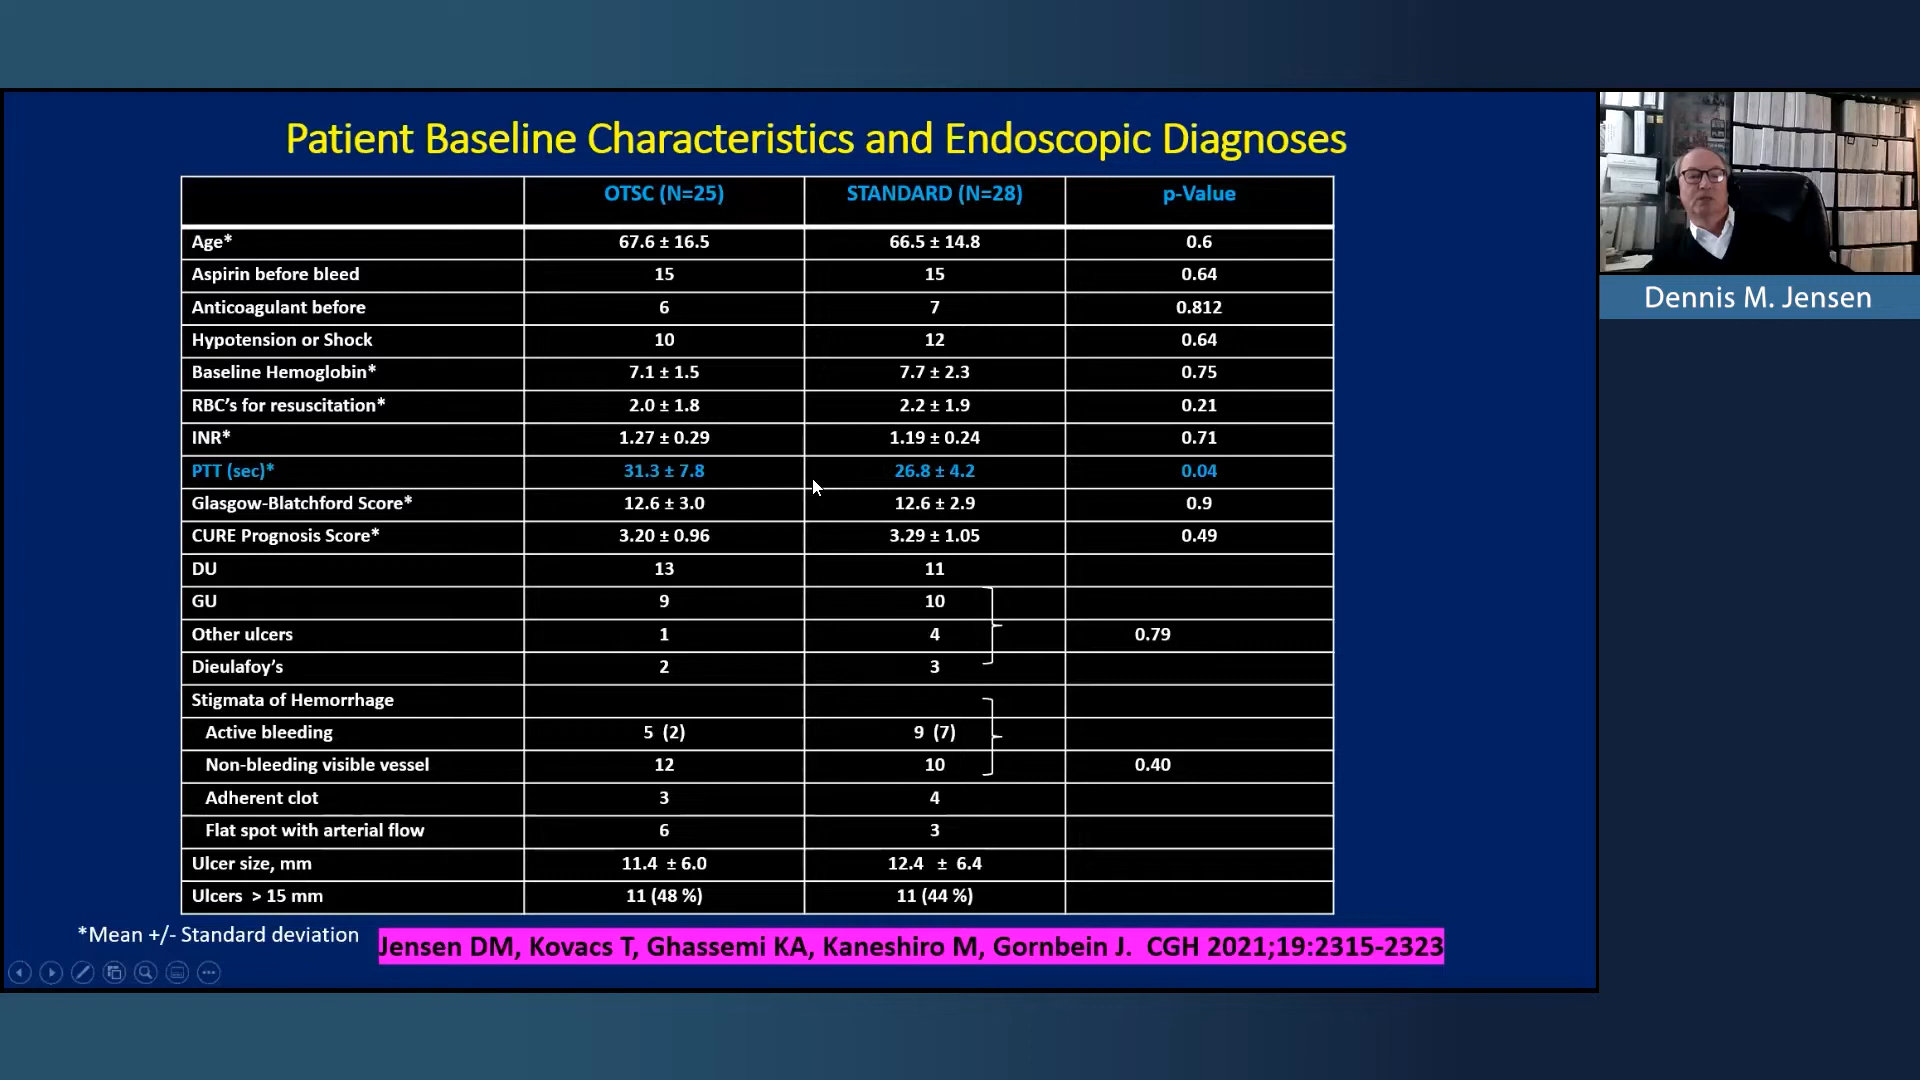 Patient Baseline Characteristics and Endoscopic Diagnoses
OTSC (N=25) STANDARD (N=28) p-Value
Age* 67.6 ± 16.5 66.5 ± 14.8 0.6
Aspirin before bleed 15 15 0.64
Anticoagulant before 6 7 0.812
Hypotension or Shock 10 12 0.64
Baseline Hemoglobin* 7.1 ± 1.5 7.7 ± 2.3 0.75
RBC’s for resuscitation* 2.0 ± 1.8 2.2 ± 1.9 0.21
INR* 1.27 ± 0.29 1.19 ± 0.24 0.71
PTT (sec)* 31.3 ± 7.8 26.8 ± 4.2 0.04
Glasgow-Blatchford Score* 12.6 ± 3.0 12.6 ± 2.9 0.9
CURE Prognosis Score* 3.20 ± 0.96 3.29 ± 1.05 0.49
DU 13 11
GU 9 10
Other ulcers 1 4 0.79
Dieulafoy’s 2 3
Stigmata of Hemorrhage
Active bleeding 5 (2) 9 (7)
Non-bleeding visible vessel 12 10 0.40
Adherent clot 3 4
Flat spot with arterial flow 6 3
Ulcer size, mm 11.4 ± 6.0 12.4 ± 6.4
Ulcers > 15 mm 11 (48 %) 11 (44 %)
*Mean +/- Standard deviation
Jensen DM, Kovacs T, Ghassemi KA, Kaneshiro M, Gornbein J. CGH 2021;19:2315-2323
Dennis M. Jensen